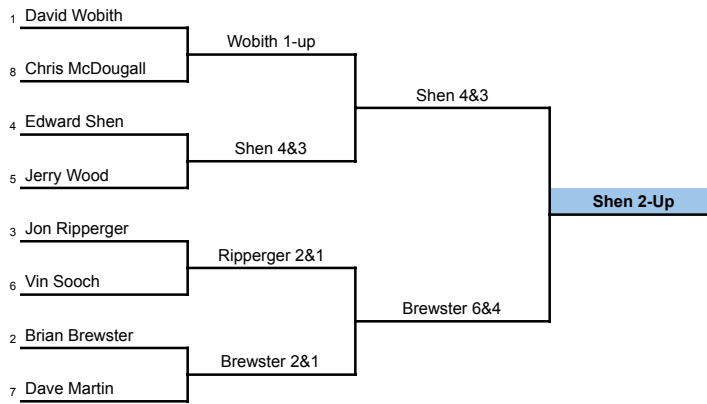 1 David Wobith
Wobith 1-up
8 Chris McDougall
Shen 4&3
4 Edward Shen
Shen 4&3
5 Jerry Wood
Shen 2-Up
3 Jon Ripperger
Ripperger 2&1
6 Vin Sooch
Brewster 6&4
2 Brian Brewster
Brewster 2&1
7 Dave Martin